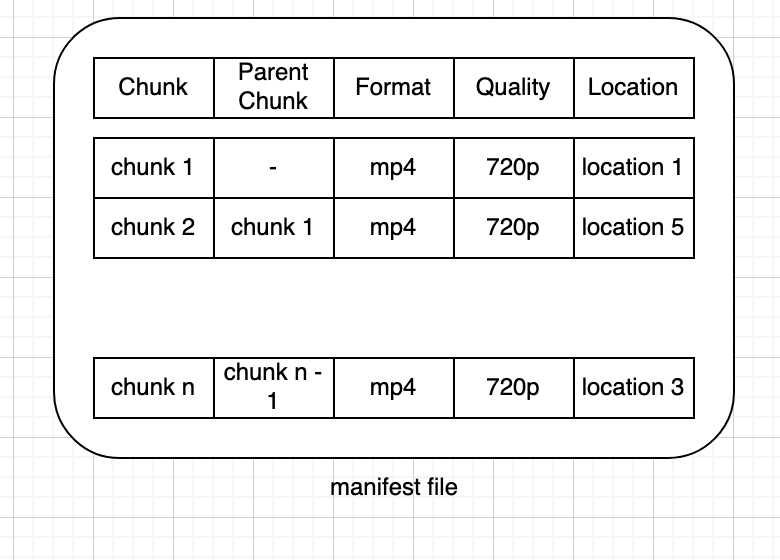 Chunk Parent Chunk Format Quality Location
chunk 1 - mp4 720p location 1
chunk 2 chunk 1 mp4 720p location 5
chunk n chunk n - 1 mp4 720p location 3
manifest file